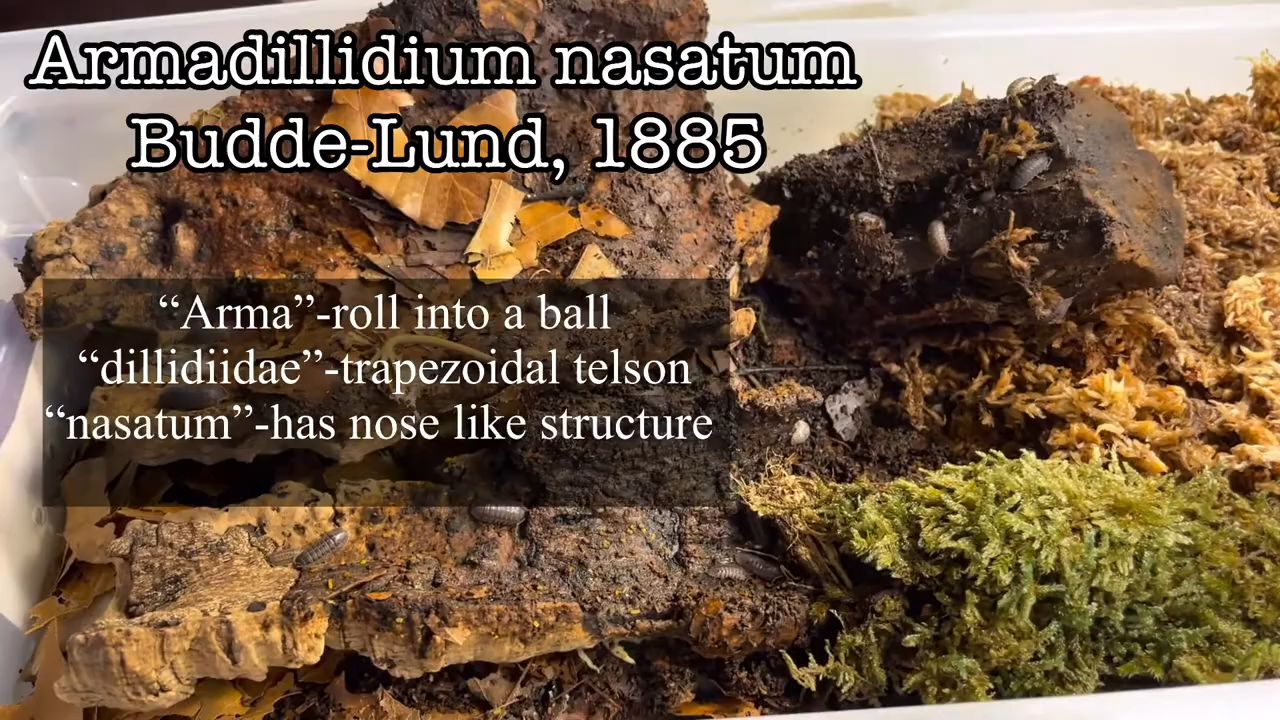 Armadillidium nasatum
Budde-Lund, 1885
“Arma”-roll into a ball
“dillidiidae”-trapezoidal telson
“nasatum”-has nose like structure